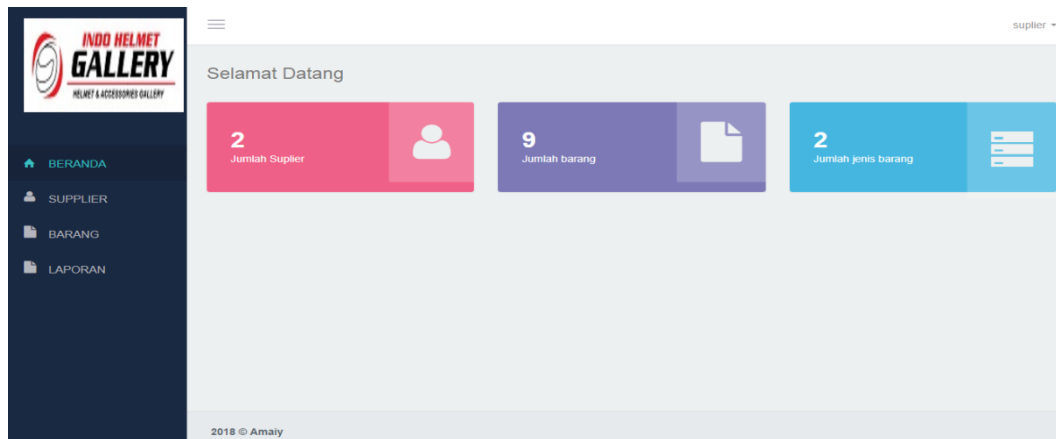 INDO HELMET
GALLERY
HELMET & ACCESSORIES GALLERY
suplier
BERANDA
SUPPLIER
BARANG
LAPORAN
Selamat Datang
2
Jumlah Suplier
9
Jumlah barang
2
Jumlah jenis barang
2018 © Amaiy